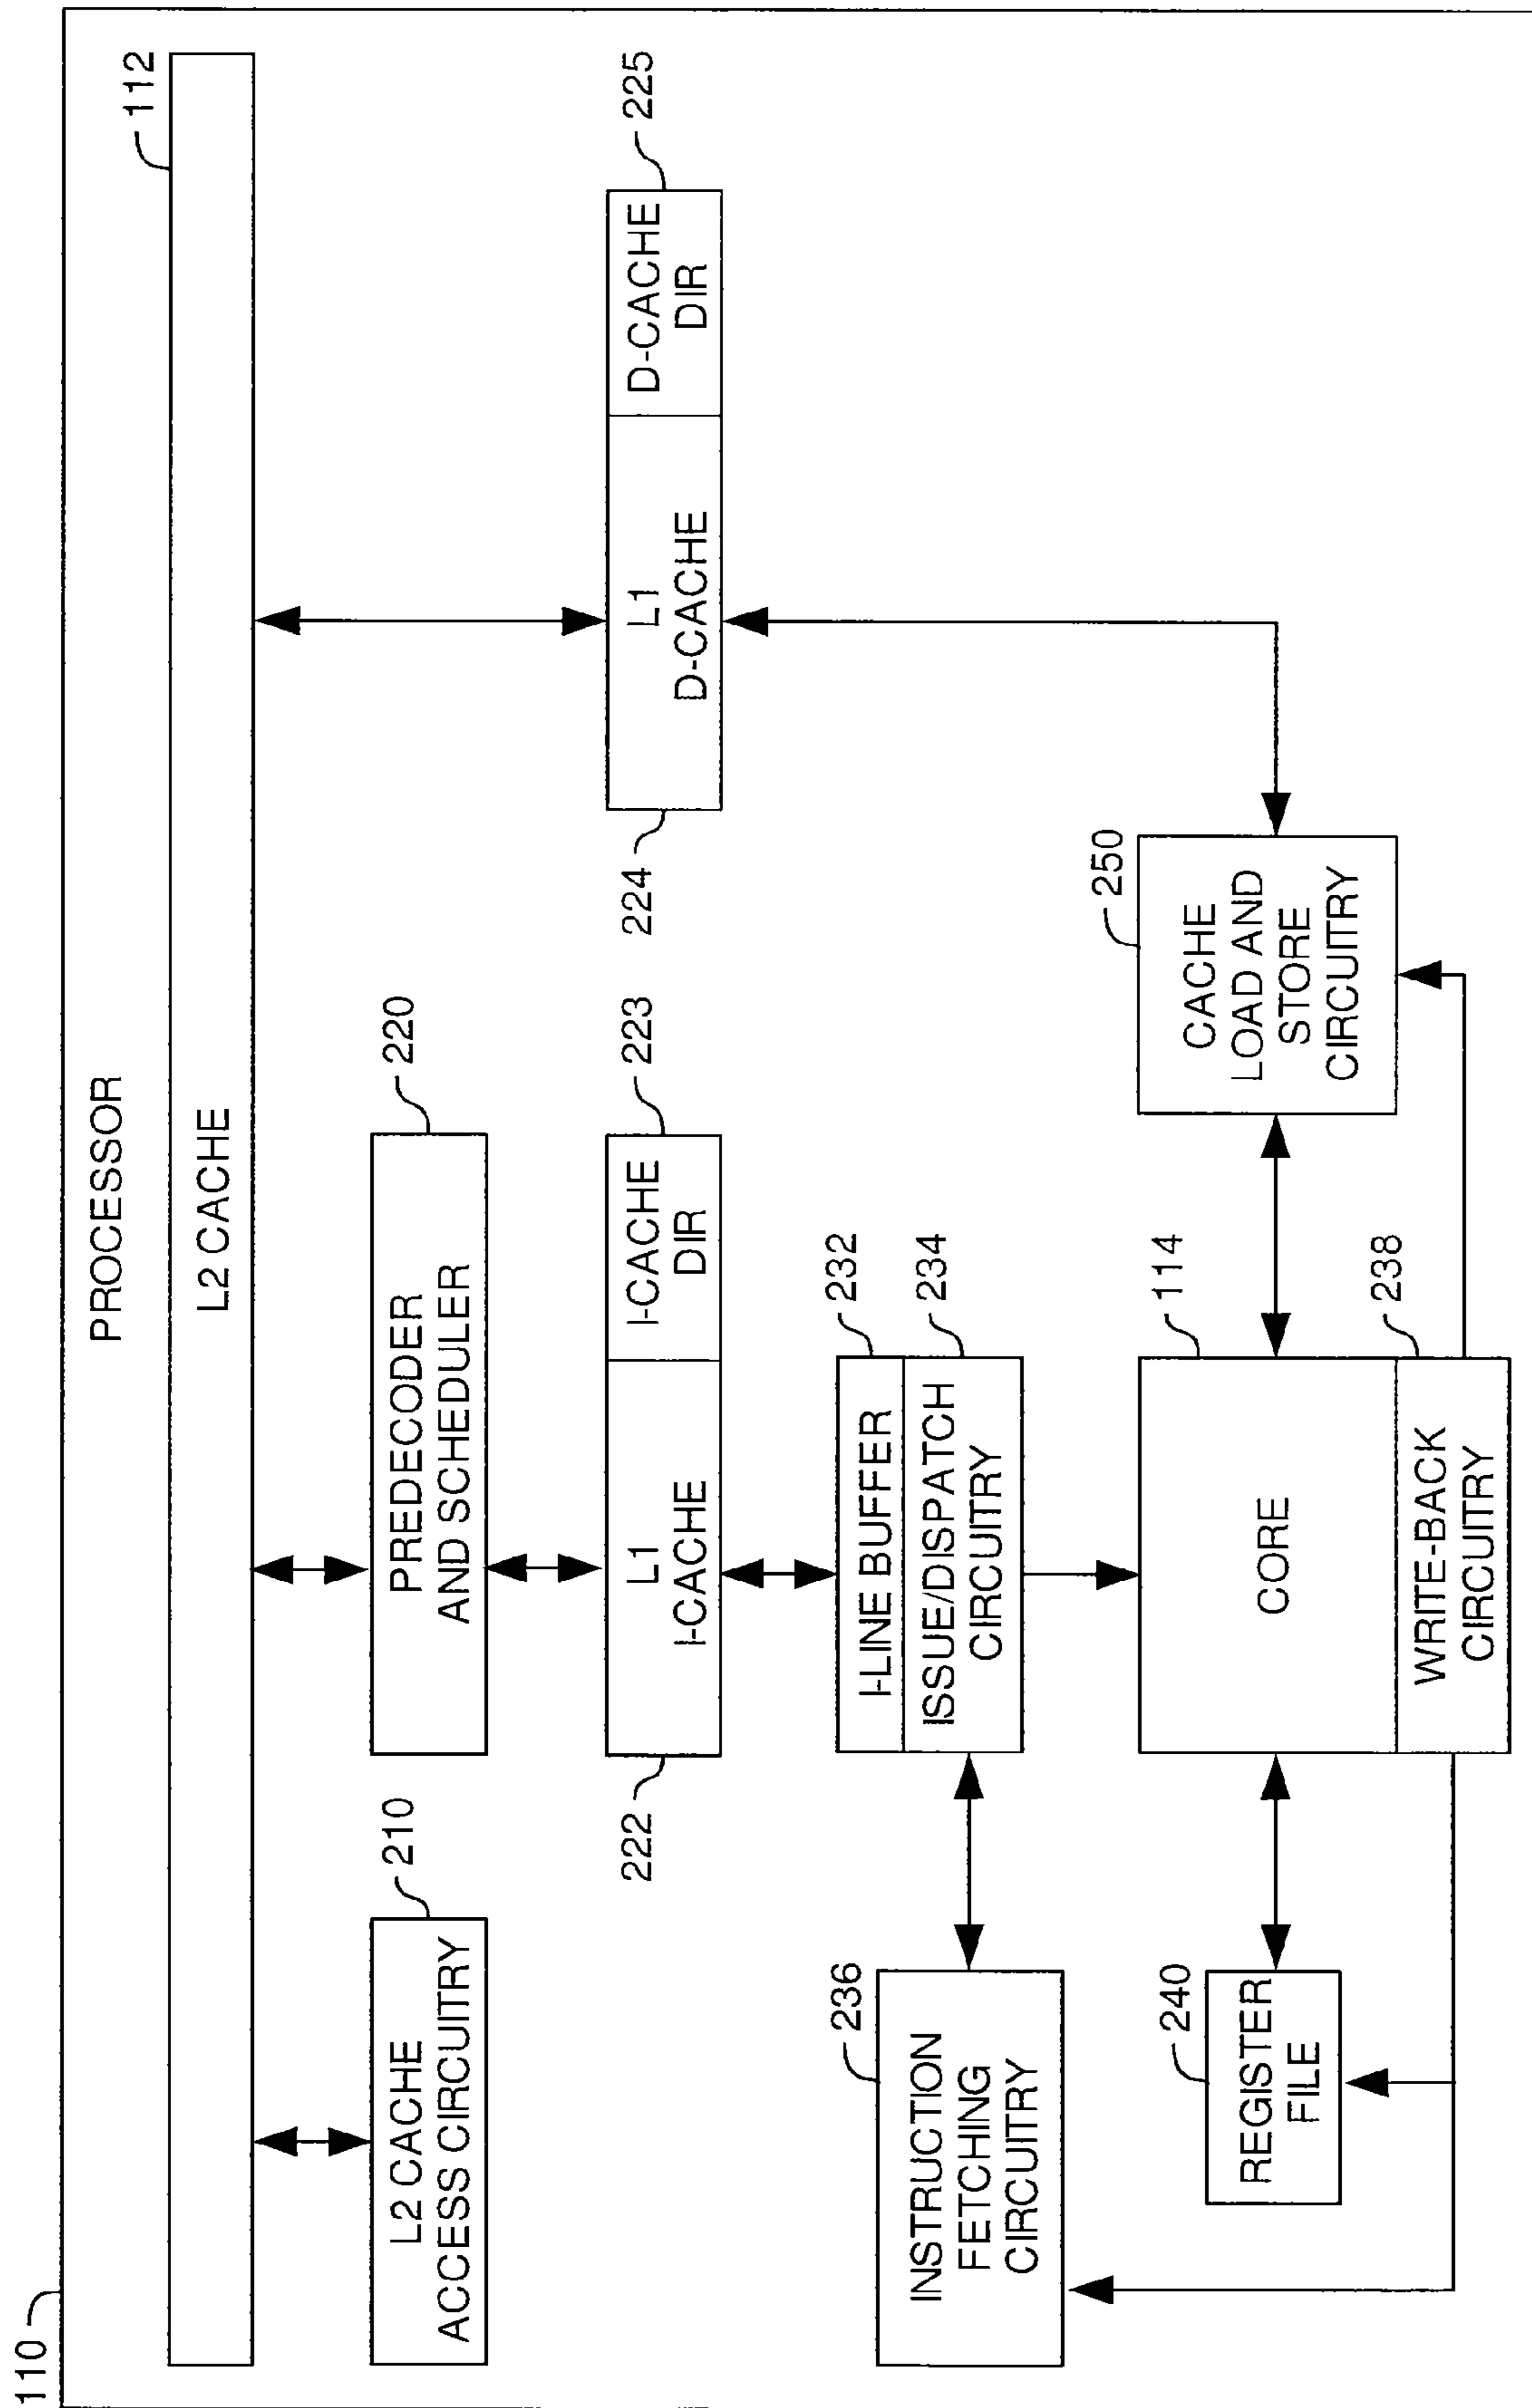 110
PROCESSOR
112
L2 CACHE
210
L2 CACHE
ACCESS CIRCUITRY
220
PREDECODER
AND SCHEDULER
222
L1
I-CACHE
I-CACHE
DIR
223
224
L1
D-CACHE
D-CACHE
DIR
225
232
I-LINE BUFFER
234
ISSUE/DISPATCH
CIRCUITRY
236
INSTRUCTION
FETCHING
CIRCUITRY
240
REGISTER
FILE
114
CORE
238
WRITE-BACK
CIRCUITRY
250
CACHE
LOAD AND
STORE
CIRCUITRY